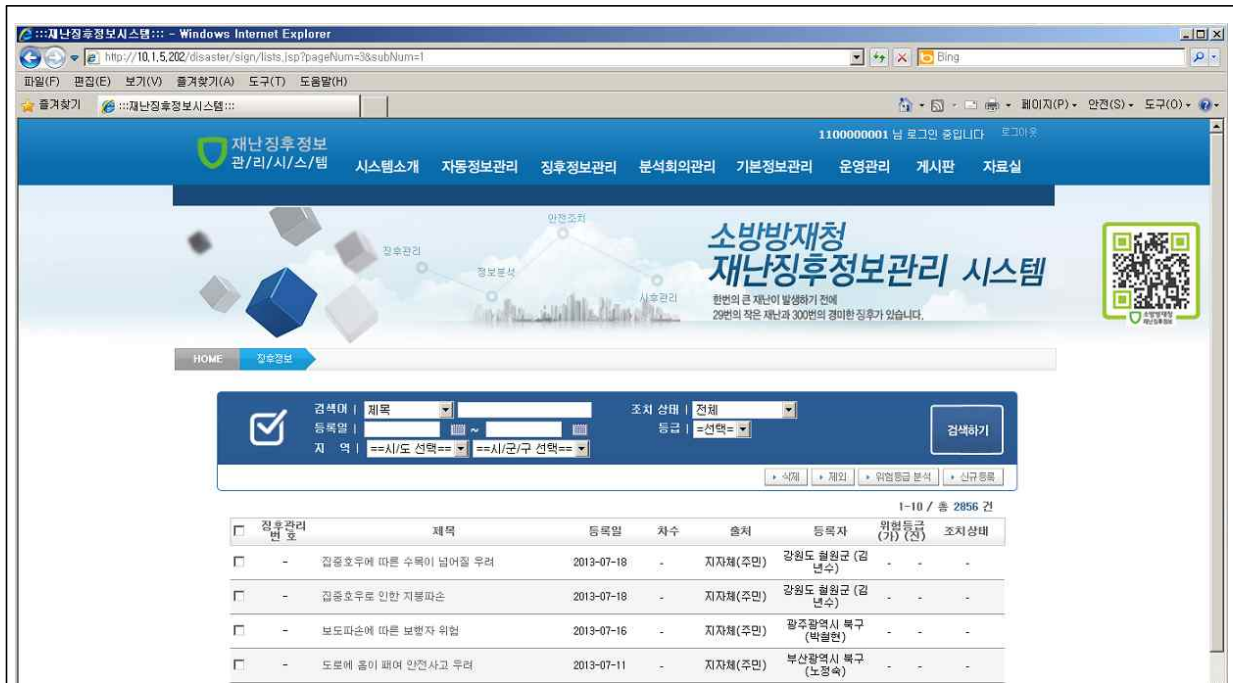 :::재난징후정보시스템::: - Windows Internet Explorer
http://10.1.5.202/disaster/sign/lists.jsp?pageNum=3&subNum=1
Bing
파일(F) 편집(E) 보기(V) 즐겨찾기(A) 도구(T) 도움말(H)
즐겨찾기 :::재난징후정보시스템::: 페이지(P) 안전(S) 도구(O)
1100000001 님 로그인 중입니다 로그아웃
재난징후정보
관/리/시/스/템
시스템소개 자동정보관리 징후정보관리 분석회의관리 기본정보관리 운영관리 게시판 자료실
안전조치
징후관리
정보분석
사후관리
소방방재청
재난징후정보관리 시스템
한번의 큰 재난이 발생하기 전에
29번의 작은 재난과 300번의 경미한 징후가 있습니다.
소방방재청
재난징후정보
HOME 징후정보
검색어 | 제목 조치 상태 | 전체
등록일 | ~ 등급 | =선택=
지 역 | ==시/도 선택== ==시/군/구 선택==
검색하기
삭제 제외 위험등급 분석 신규등록
1-10 / 총 2856 건
징후관리번호 제목 등록일 차수 출처 등록자 위험등급 (가) (진) 조치상태
- 집중호우에 따른 수목이 넘어질 우려 2013-07-18 - 지자체(주민) 강원도 철원군 (김년수) - - -
- 집중호우로 인한 지붕파손 2013-07-18 - 지자체(주민) 강원도 철원군 (김년수) - - -
- 보도파손에 따른 보행자 위험 2013-07-16 - 지자체(주민) 광주광역시 북구 (박철현) - - -
- 도로에 홈이 패여 안전사고 우려 2013-07-11 - 지자체(주민) 부산광역시 북구 (노정숙) - - -